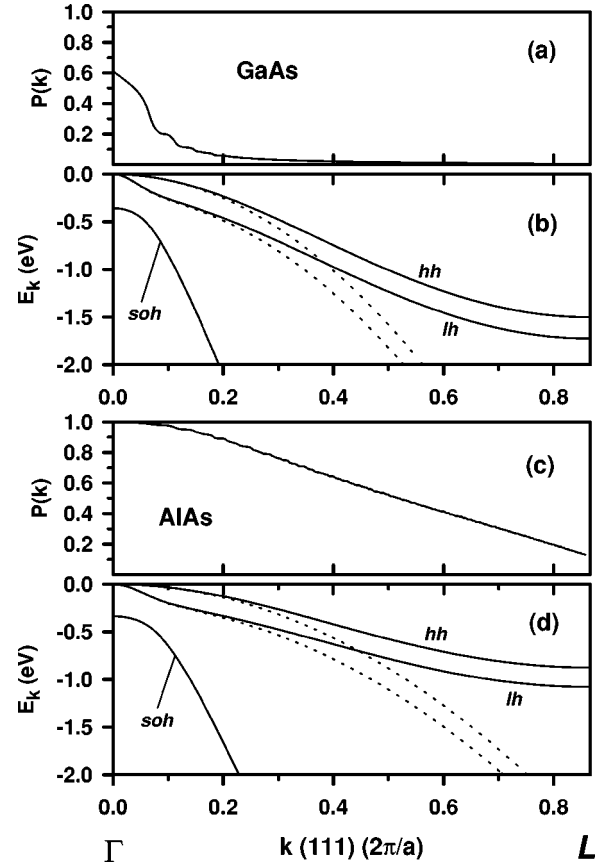 1.0
(a)
0.8
GaAs
P(k)
0.6
0.4
0.2
0.0
(b)
-0.5
E_k (eV)
hh
-1.0
soh
-1.5
lh
-2.0
0.0 0.2 0.4 0.6 0.8
1.0
(c)
0.8
P(k)
0.6
0.4
AlAs
0.2
0.0
(d)
hh
-0.5
E_k (eV)
-1.0
soh
lh
-1.5
-2.0
0.0 0.2 0.4 0.6 0.8
Γ k (111) (2π/a) L